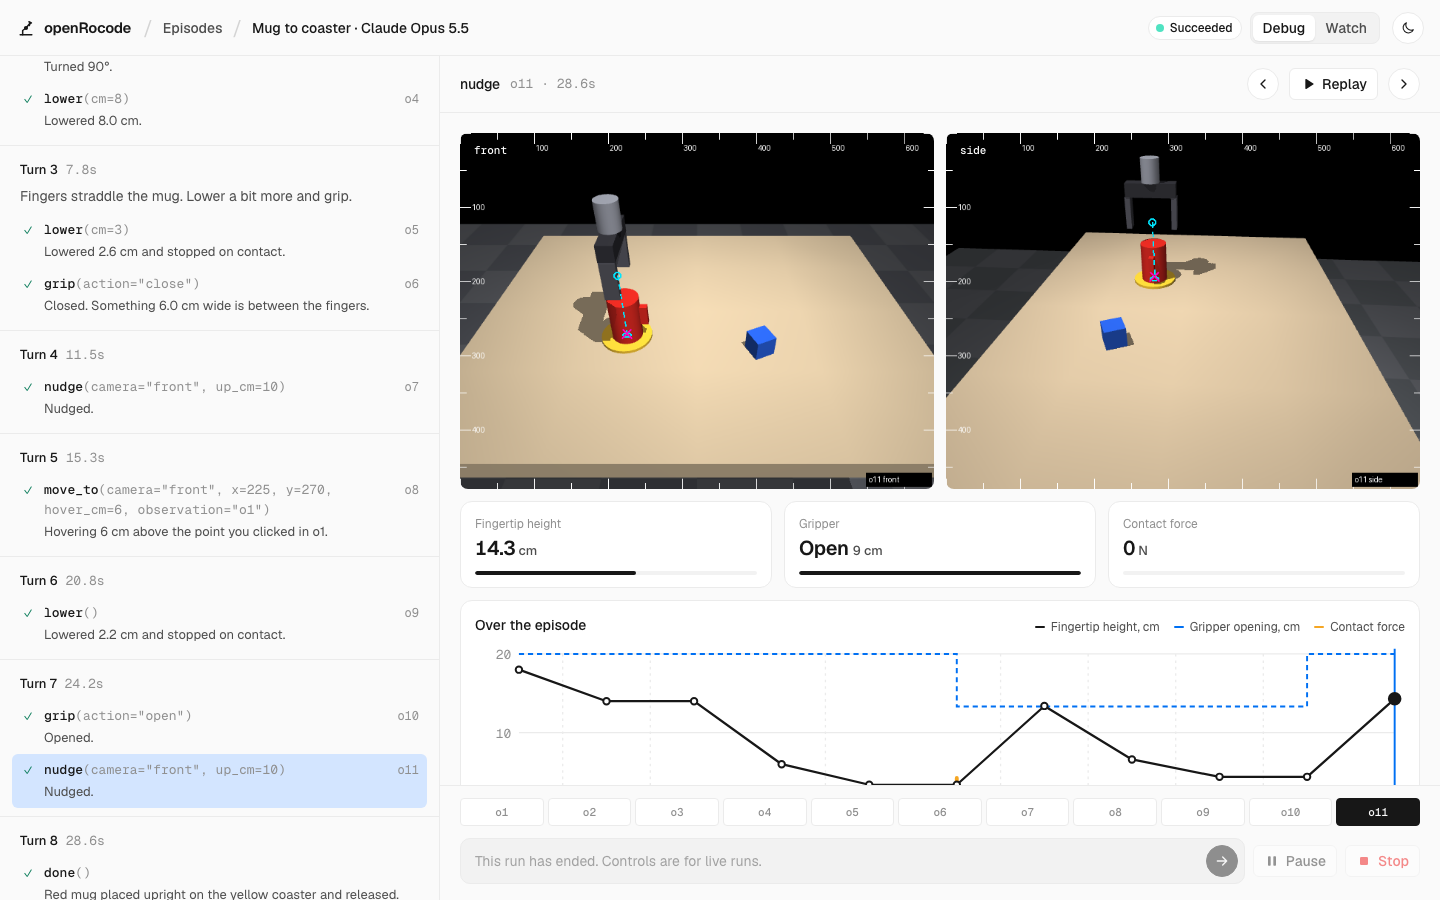 openRocode / Episodes / Mug to coaster · Claude Opus 5.5
Succeeded
Debug
Watch
Turned 90°.
lower(cm=8) o4
Lowered 8.0 cm.
Turn 3 7.8s
Fingers straddle the mug. Lower a bit more and grip.
lower(cm=3) o5
Lowered 2.6 cm and stopped on contact.
grip(action="close") o6
Closed. Something 6.0 cm wide is between the fingers.
Turn 4 11.5s
nudge(camera="front", up_cm=10) o7
Nudged.
Turn 5 15.3s
move_to(camera="front", x=225, y=270, o8
hover_cm=6, observation="o1")
Hovering 6 cm above the point you clicked in o1.
Turn 6 20.8s
lower() o9
Lowered 2.2 cm and stopped on contact.
Turn 7 24.2s
grip(action="open") o10
Opened.
nudge(camera="front", up_cm=10) o11
Nudged.
Turn 8 28.6s
done()
Red mug placed upright on the yellow coaster and released.
nudge o11 · 28.6s
Replay
front
100 200 300 400 500 600
100
200
300
400
o11 front
side
100 200 300 400 500 600
100
200
300
400
o11 side
Fingertip height
14.3 cm
Gripper
Open 9 cm
Contact force
0 N
Over the episode
Fingertip height, cm
Gripper opening, cm
Contact force
20
10
o1 o2 o3 o4 o5 o6 o7 o8 o9 o10 o11
This run has ended. Controls are for live runs.
Pause
Stop